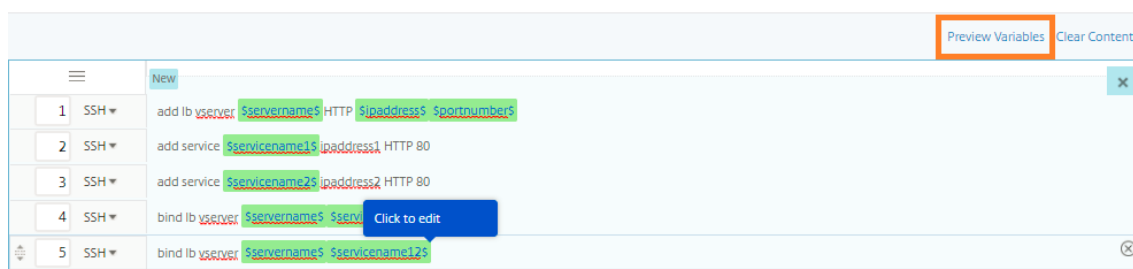 Preview Variables Clear Content
New
1 SSH add lb vserver $servername$ HTTP $ipaddress$ $portnumber$
2 SSH add service $servicename1$ ipaddress1 HTTP 80
3 SSH add service $servicename2$ ipaddress2 HTTP 80
4 SSH bind lb vserver $servername$ $servi Click to edit
5 SSH bind lb vserver $servername$ $servicename12$